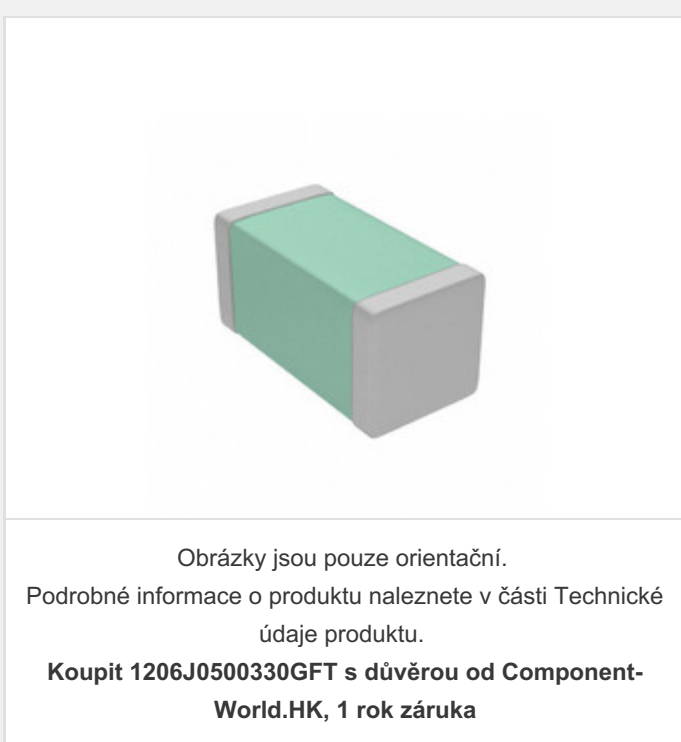 Obrázky jsou pouze orientační.
Podrobné informace o produktu naleznete v části Technické
údaje produktu.
Koupit 1206J0500330GFT s důvěrou od Component-
World.HK, 1 rok záruka